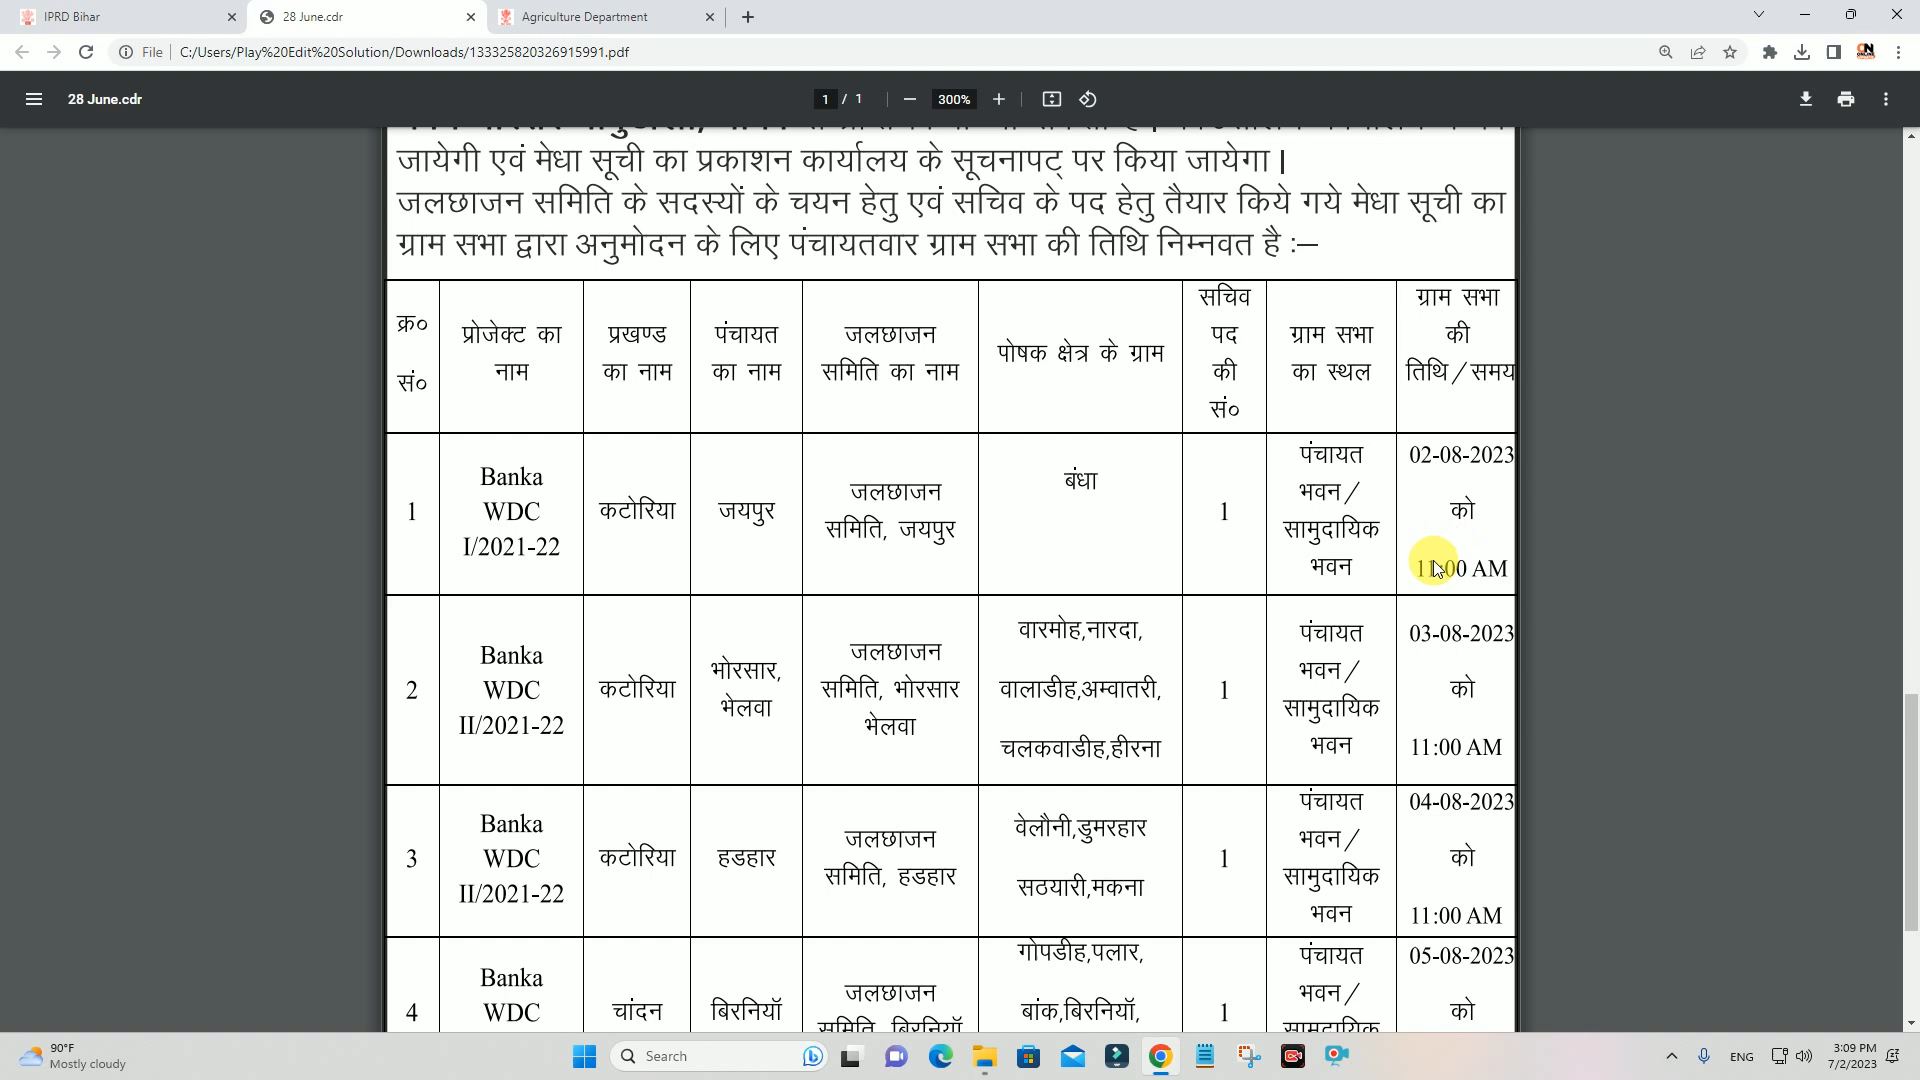 IPRD Bihar
28 June.cdr
Agriculture Department
File
C:/Users/Play%20Edit%20Solution/Downloads/133325820326915991.pdf
28 June.cdr
1 / 1
300%
जायेगी एवं मेधा सूची का प्रकाशन कार्यालय के सूचनापट् पर किया जायेगा |
जलछाजन समिति के सदस्यों के चयन हेतु एवं सचिव के पद हेतु तैयार किये गये मेधा सूची का
ग्राम सभा द्वारा अनुमोदन के लिए पंचायतवार ग्राम सभा की तिथि निम्नवत है :–
क्र०
सं०
प्रोजेक्ट का
नाम
प्रखण्ड
का नाम
पंचायत
का नाम
जलछाजन
समिति का नाम
पोषक क्षेत्र के ग्राम
सचिव
पद
की
सं०
ग्राम सभा
का स्थल
ग्राम सभा
की
तिथि/समय
1
Banka
WDC
I/2021-22
कटोरिया
जयपुर
जलछाजन
समिति, जयपुर
बंधा
1
पंचायत
भवन/
सामुदायिक
भवन
02-08-2023
को
11:00 AM
2
Banka
WDC
II/2021-22
कटोरिया
भोरसार,
भेलवा
जलछाजन
समिति, भोरसार
भेलवा
वारमोह,नारदा,
वालाडीह,अम्वातरी,
चलकवाडीह,हीरना
1
पंचायत
भवन/
सामुदायिक
भवन
03-08-2023
को
11:00 AM
3
Banka
WDC
II/2021-22
कटोरिया
हडहार
जलछाजन
समिति, हडहार
वेलौनी,डुमरहार
सठयारी,मकना
1
पंचायत
भवन/
सामुदायिक
भवन
04-08-2023
को
11:00 AM
4
Banka
WDC
चांदन
बिरनियॉ
जलछाजन
समिति, बिरनियॉ
गोपडीह,पलार,
बांक,बिरनियॉ,
1
पंचायत
भवन/
सामुदायिक
05-08-2023
को
90°F
Mostly cloudy
Search
ENG
3:09 PM
7/2/2023